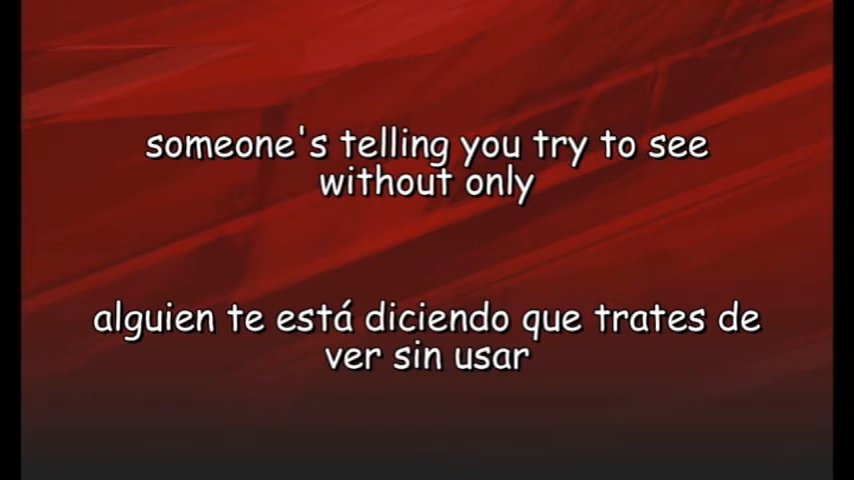 someone's telling you try to see
without only
alguien te está diciendo que trates de
ver sin usar